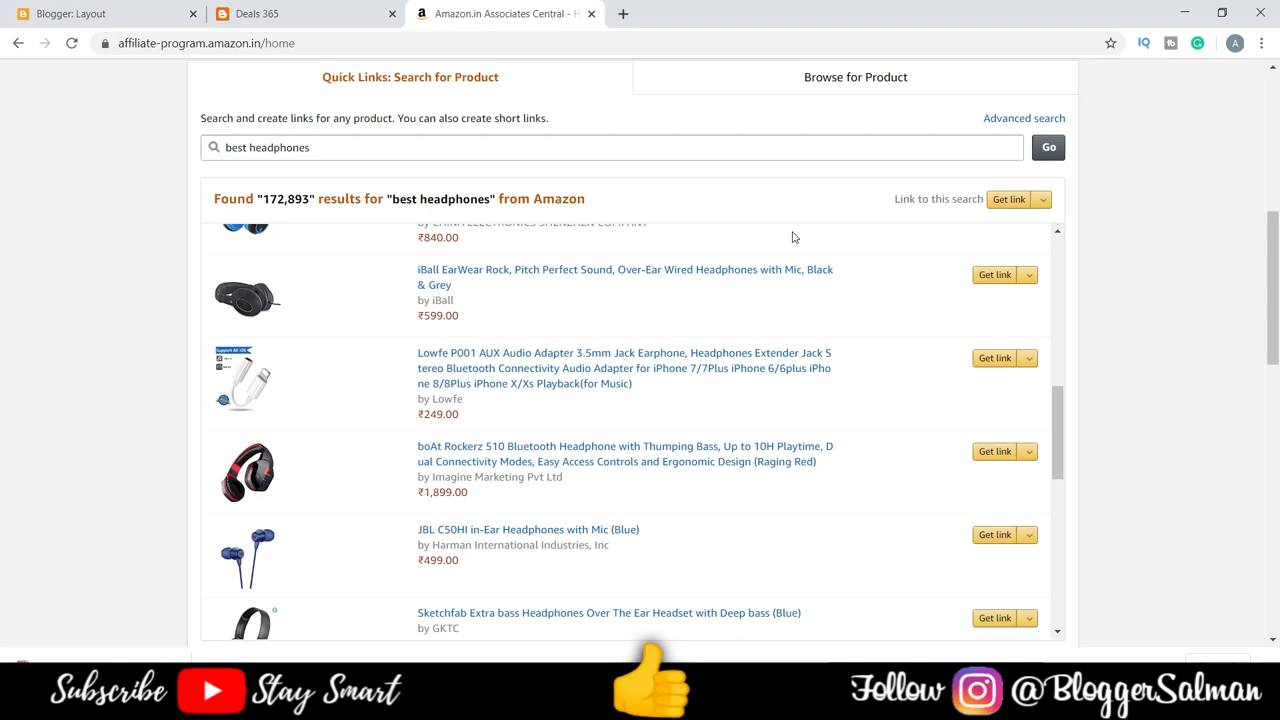 Blogger: Layout
Deals 365
Amazon.in Associates Central - H
affiliate-program.amazon.in/home
Quick Links: Search for Product
Browse for Product
Search and create links for any product. You can also create short links.
Advanced search
best headphones
Go
Found "172,893" results for "best headphones" from Amazon
Link to this search
Get link
by CHINA ELECTRONICS SHENZHEN COMPANY
₹840.00
iBall EarWear Rock, Pitch Perfect Sound, Over-Ear Wired Headphones with Mic, Black
& Grey
by iBall
₹599.00
Get link
Lowfe P001 AUX Audio Adapter 3.5mm Jack Earphone, Headphones Extender Jack S
tereo Bluetooth Connectivity Audio Adapter for iPhone 7/7Plus iPhone 6/6plus iPho
ne 8/8Plus iPhone X/Xs Playback(for Music)
by Lowfe
₹249.00
Get link
boAt Rockerz 510 Bluetooth Headphone with Thumping Bass, Up to 10H Playtime, D
ual Connectivity Modes, Easy Access Controls and Ergonomic Design (Raging Red)
by Imagine Marketing Pvt Ltd
₹1,899.00
Get link
JBL C50HI in-Ear Headphones with Mic (Blue)
by Harman International Industries, Inc
₹499.00
Get link
Sketchfab Extra bass Headphones Over The Ear Headset with Deep bass (Blue)
by GKTC
Get link
Subscribe
Stay Smart
Follow
@BloggerSalman